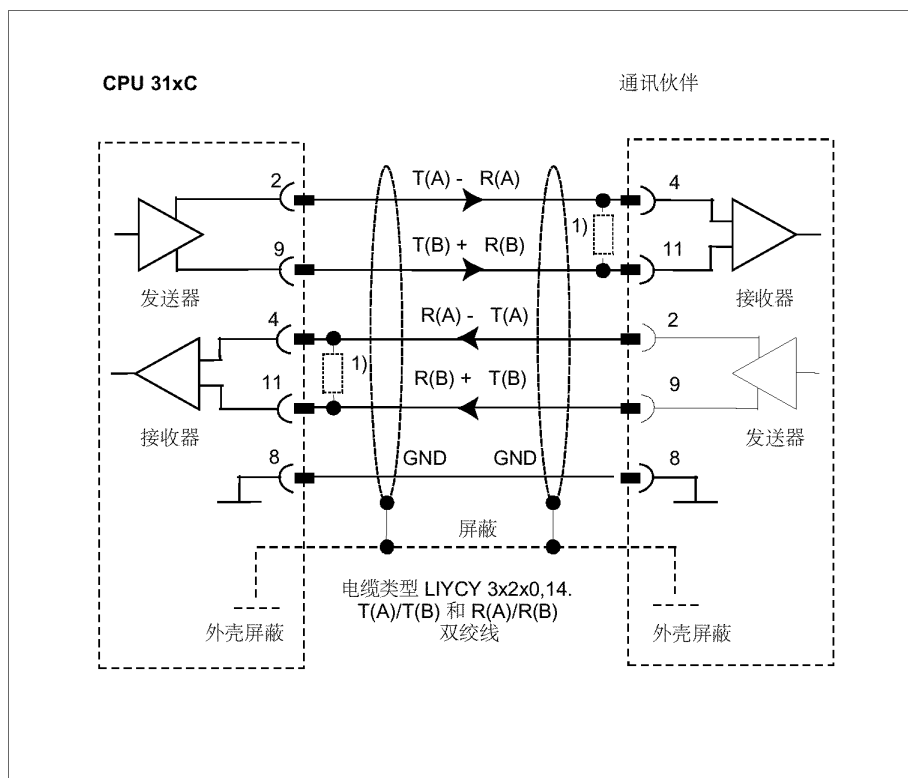 CPU 31xC
通讯伙伴
2
T(A) - R(A)
4
1)
9
T(B) + R(B)
11
发送器
接收器
4
R(A) - T(A)
2
1)
11
R(B) + T(B)
9
接收器
发送器
8
GND
GND
8
屏蔽
电缆类型 LIYCY 3x2x0,14.
T(A)/T(B) 和 R(A)/R(B)
双绞线
外壳屏蔽
外壳屏蔽